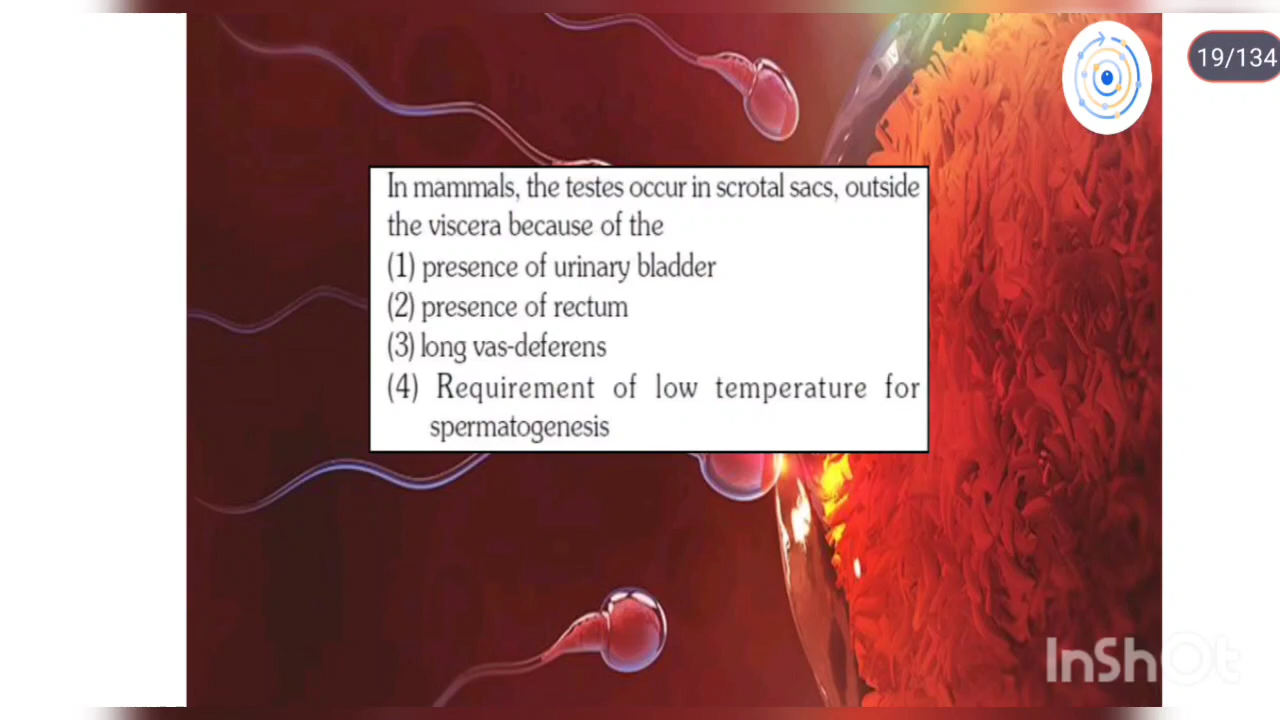 19/134
In mammals, the testes occur in scrotal sacs, outside
the viscera because of the
(1) presence of urinary bladder
(2) presence of rectum
(3) long vas-deferens
(4) Requirement of low temperature for
spermatogenesis
InShOt